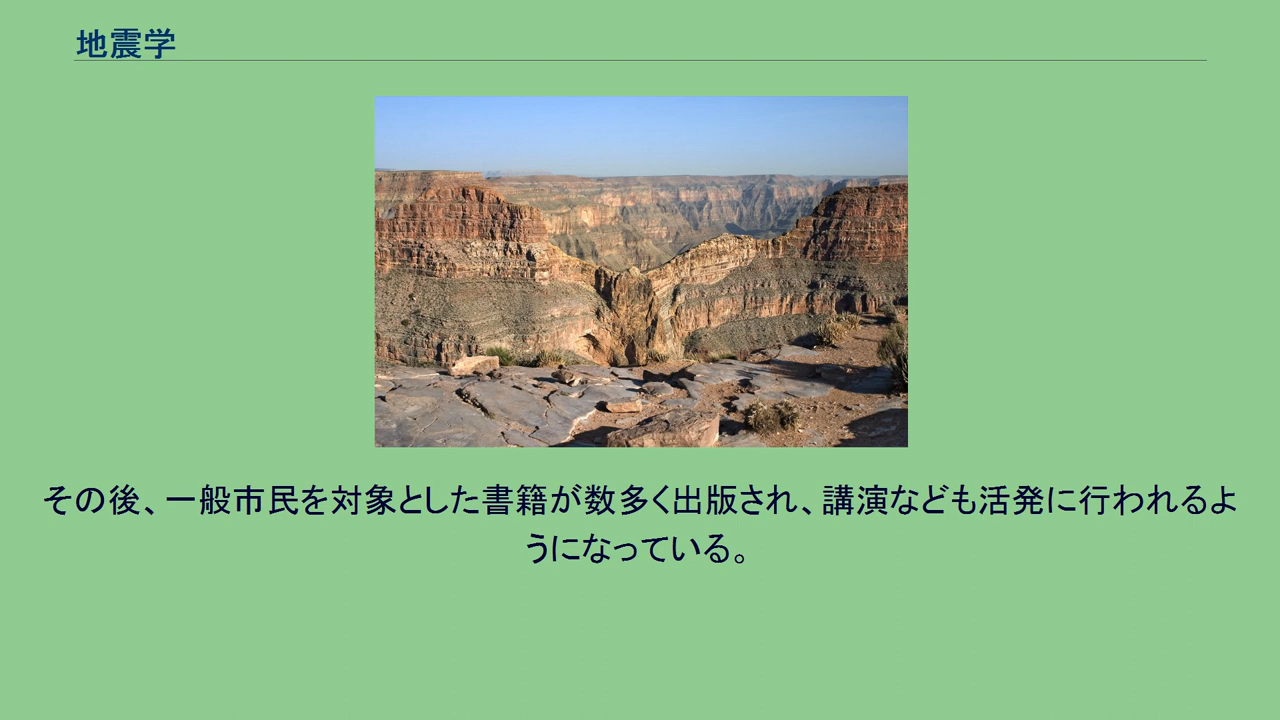 地震学
その後、一般市民を対象とした書籍が数多く出版され、講演なども活発に行われるよ
うになっている。